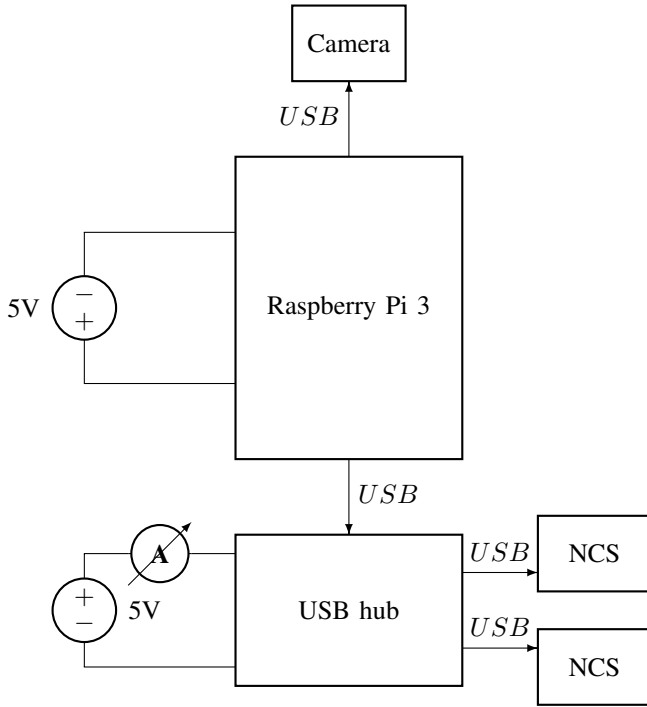 Camera
USB
Raspberry Pi 3
5V
−
+
USB
A
+
−
5V
USB hub
USB
NCS
USB
NCS